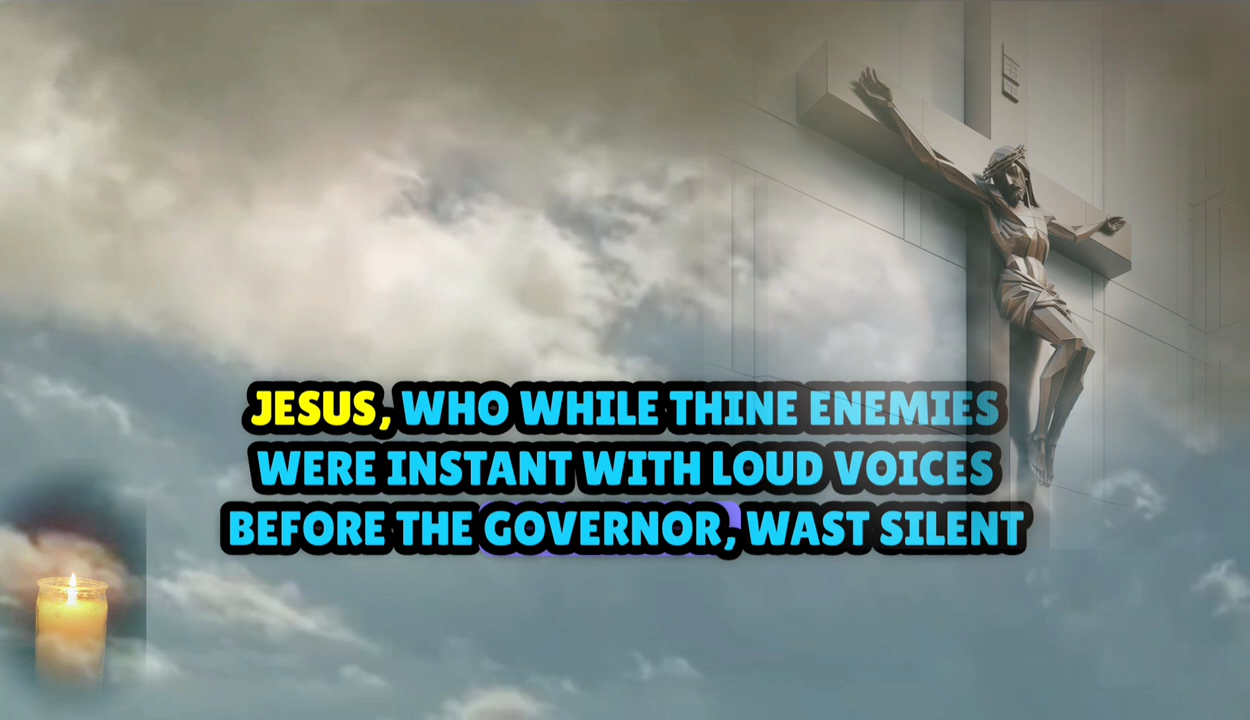 JESUS, WHO WHILE THINE ENEMIES
WERE INSTANT WITH LOUD VOICES
BEFORE THE GOVERNOR, WAST SILENT